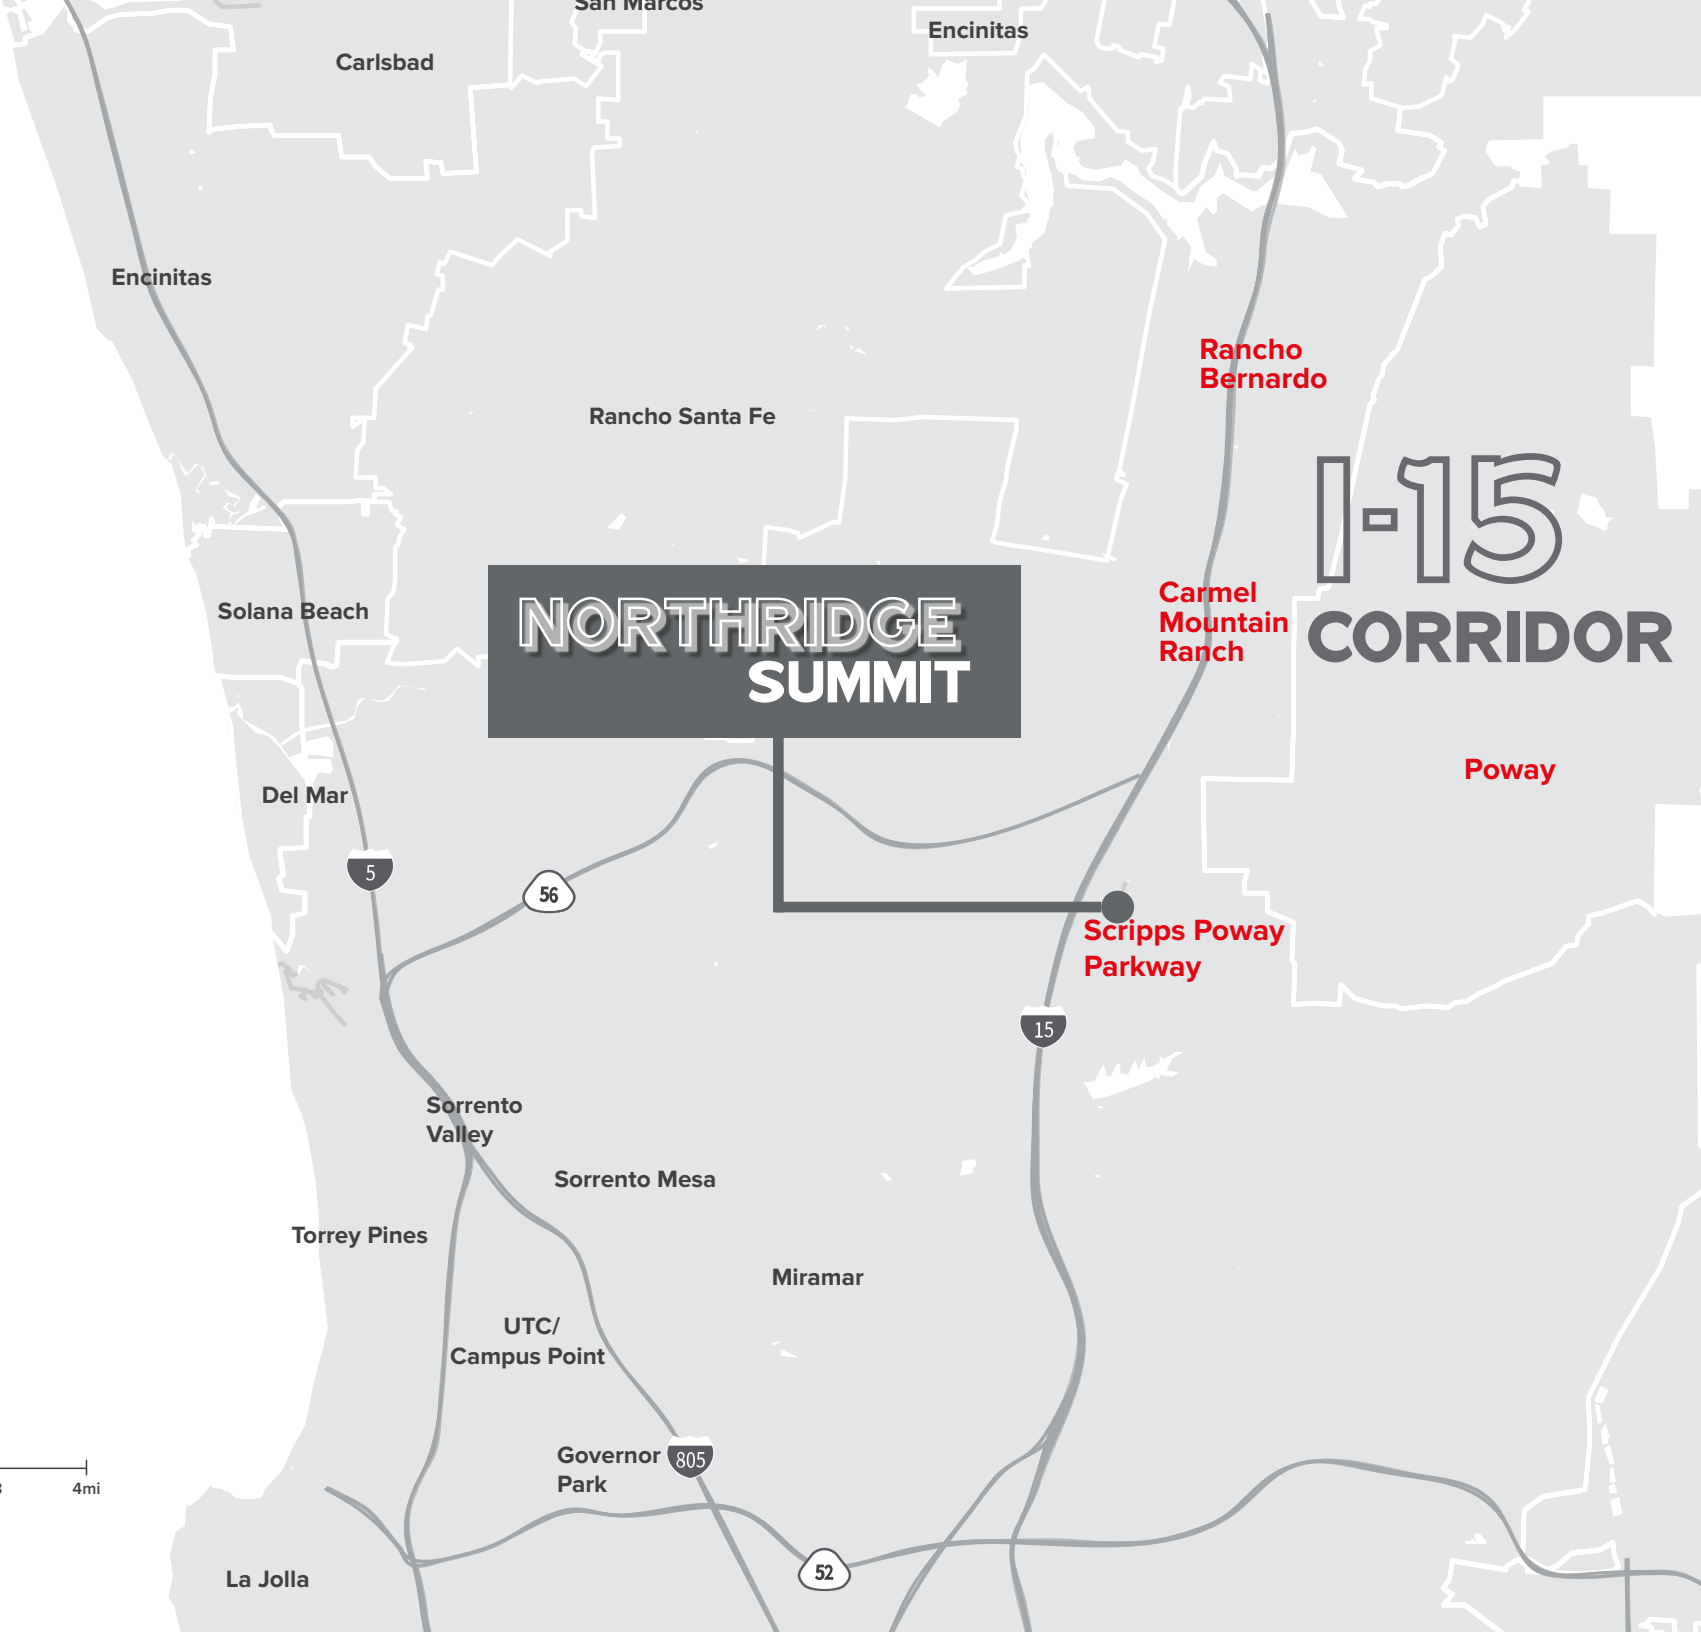 San Marcos
Encinitas
Carlsbad
Encinitas
Rancho
Bernardo
Rancho Santa Fe
I-15
CORRIDOR
Carmel
Mountain
Ranch
Solana Beach
NORTHRIDGE
SUMMIT
Poway
Del Mar
5
56
Scripps Poway
Parkway
15
Sorrento
Valley
Sorrento Mesa
Torrey Pines
Miramar
UTC/
Campus Point
Governor
Park
805
4mi
52
La Jolla